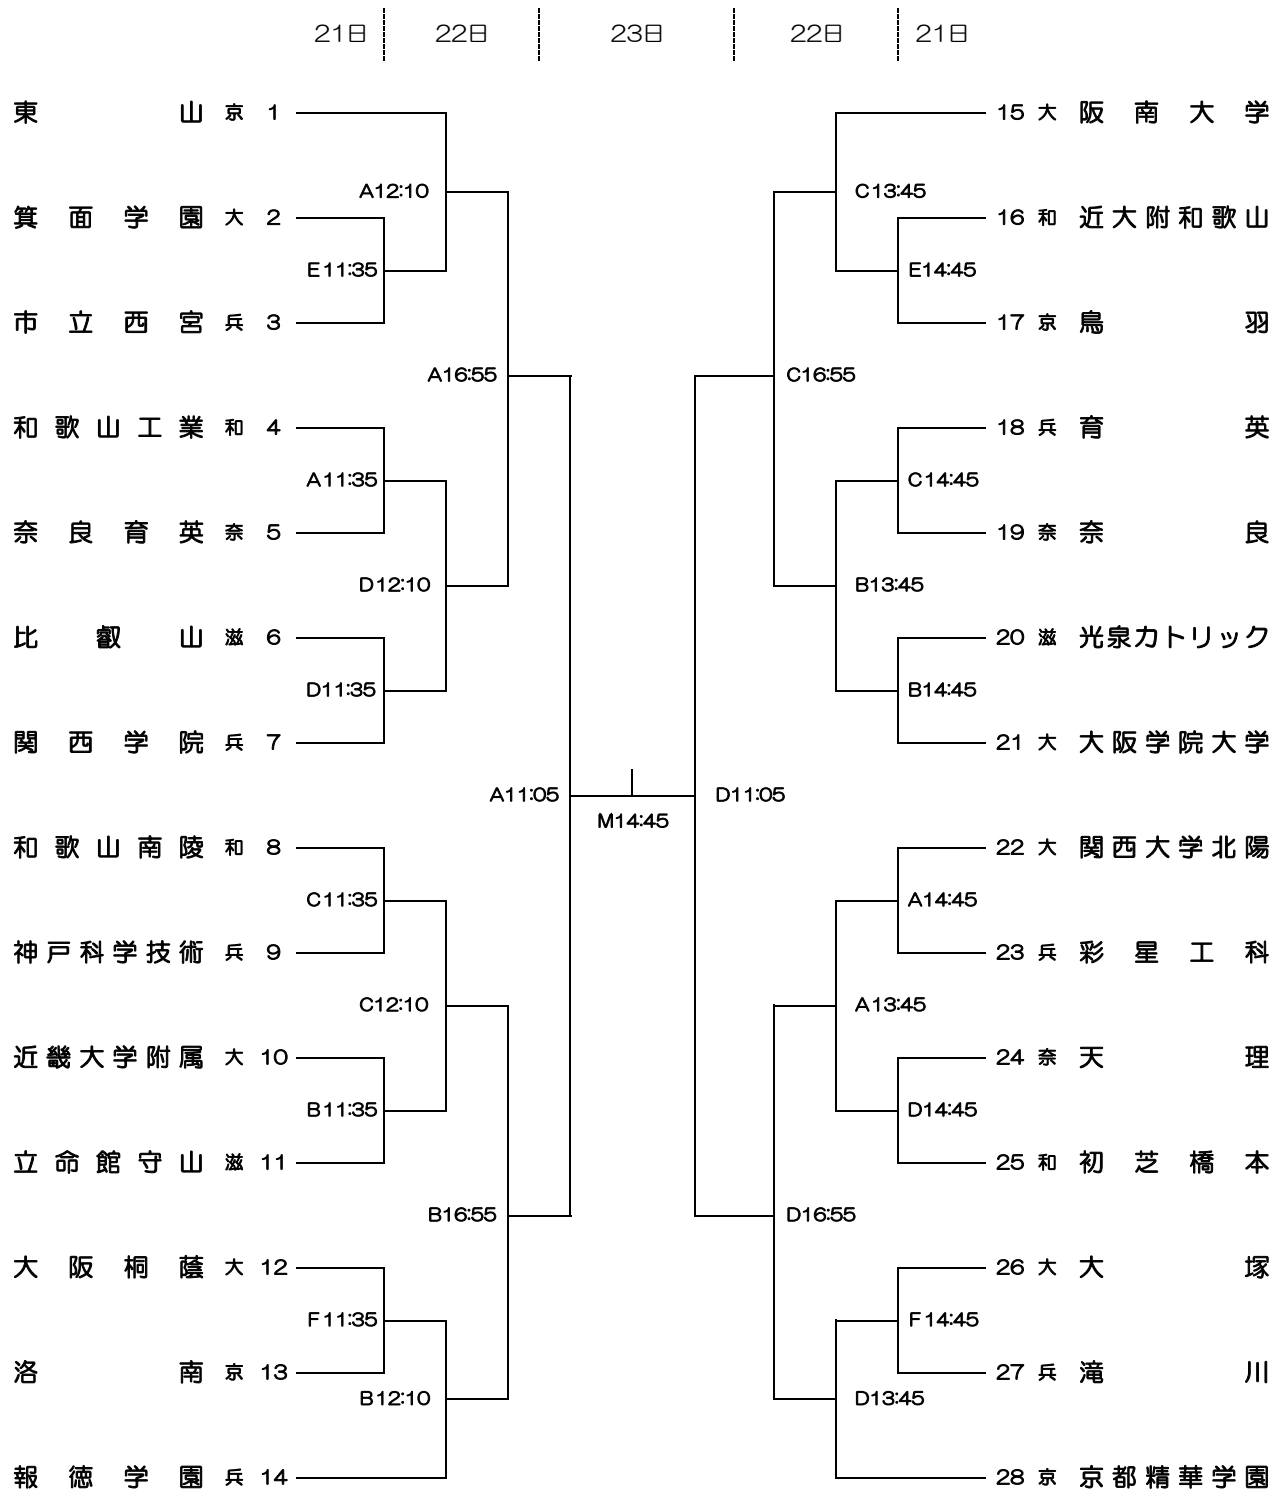 21日 22日 23日 22日 21日
東山 京 1
15 大 阪南大学
A12:10
C13:45
箕面学園 大 2
16 和 近大附和歌山
E11:35
E14:45
市立西宮 兵 3
17 京 鳥羽
A16:55
C16:55
和歌山工業 和 4
18 兵 育英
A11:35
C14:45
奈良育英 奈 5
19 奈 奈良
D12:10
B13:45
比叡山 滋 6
20 滋 光泉カトリック
D11:35
B14:45
関西学院 兵 7
21 大 大阪学院大学
A11:05
D11:05
M14:45
和歌山南陵 和 8
22 大 関西大学北陽
C11:35
A14:45
神戸科学技術 兵 9
23 兵 彩星工科
C12:10
A13:45
近畿大学附属 大 10
24 奈 天理
B11:35
D14:45
立命館守山 滋 11
25 和 初芝橋本
B16:55
D16:55
大阪桐蔭 大 12
26 大 大塚
F11:35
F14:45
洛南 京 13
27 兵 滝川
B12:10
D13:45
報徳学園 兵 14
28 京 京都精華学園